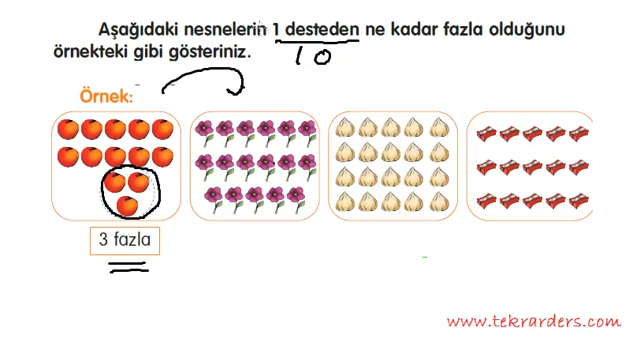 Aşağıdaki nesnelerin 1 desteden ne kadar fazla olduğunu
örnekteki gibi gösteriniz.
10
Örnek:
3 fazla
www.tekrarders.com